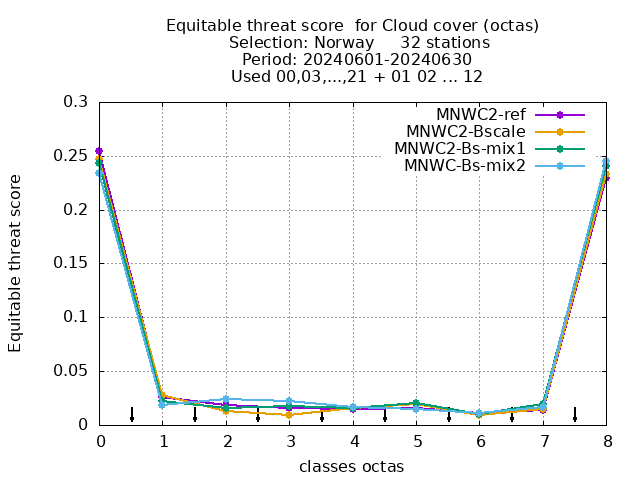 Equitable threat score  for Cloud cover (octas)
Selection: Norway     32 stations
Period: 20240601-20240630
Used 00,03,...,21 + 01 02 ... 12
MNWC2-ref
MNWC2-Bscale
MNWC2-Bs-mix1
MNWC-Bs-mix2
0.3
0.25
0.2
0.15
0.1
0.05
0
Equitable threat score
0 1 2 3 4 5 6 7 8
classes octas